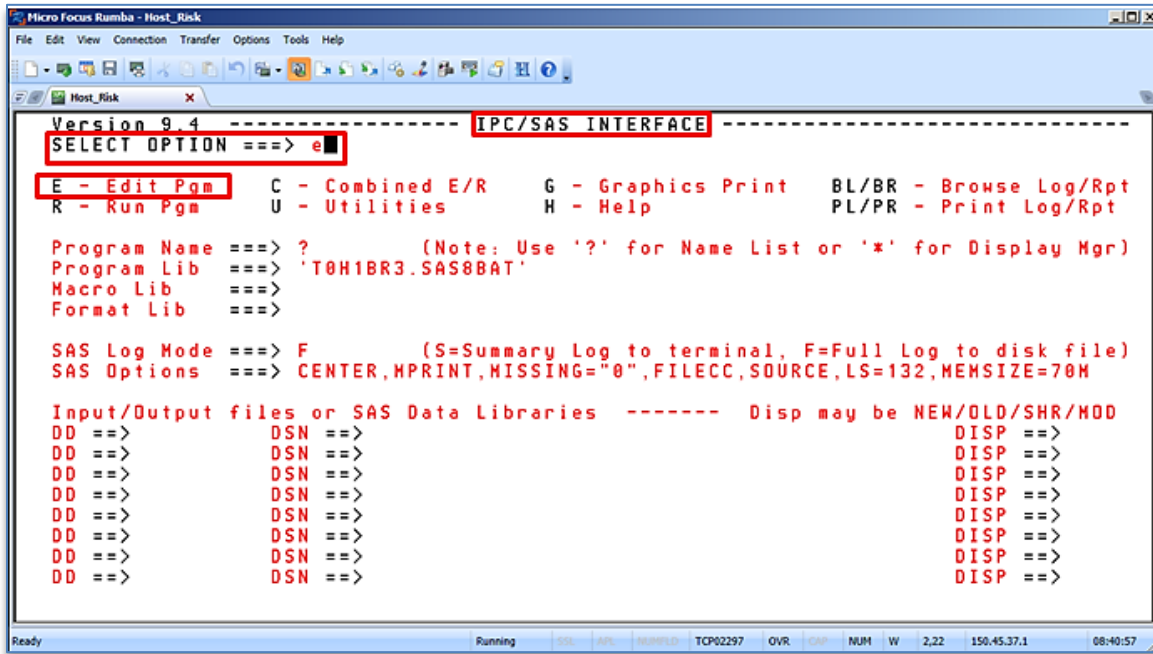 Micro Focus Rumba - Host_Risk
File Edit View Connection Transfer Options Tools Help
Host_Risk x
Version 9.4 ----------------- IPC/SAS INTERFACE ------------------------------
SELECT OPTION ===> e
E - Edit Pgm C - Combined E/R G - Graphics Print BL/BR - Browse Log/Rpt
R - Run Pgm U - Utilities H - Help PL/PR - Print Log/Rpt
Program Name ===> ? (Note: Use '?' for Name List or '*' for Display Mgr)
Program Lib ===> 'T0H1BR3.SAS8BAT'
Macro Lib ===>
Format Lib ===>
SAS Log Mode ===> F (S=Summary Log to terminal, F=Full Log to disk file)
SAS Options ===> CENTER,MPRINT,MISSING="0",FILECC,SOURCE,LS=132,MEMSIZE=70M
Input/Output files or SAS Data Libraries ------- Disp may be NEW/OLD/SHR/MOD
DD ==> DSN ==> DISP ==>
DD ==> DSN ==> DISP ==>
DD ==> DSN ==> DISP ==>
DD ==> DSN ==> DISP ==>
DD ==> DSN ==> DISP ==>
DD ==> DSN ==> DISP ==>
DD ==> DSN ==> DISP ==>
DD ==> DSN ==> DISP ==>
Ready Running SSL APL NUMFLD TCP02297 OVR CAP NUM W 2,22 150.45.37.1 08:40:57